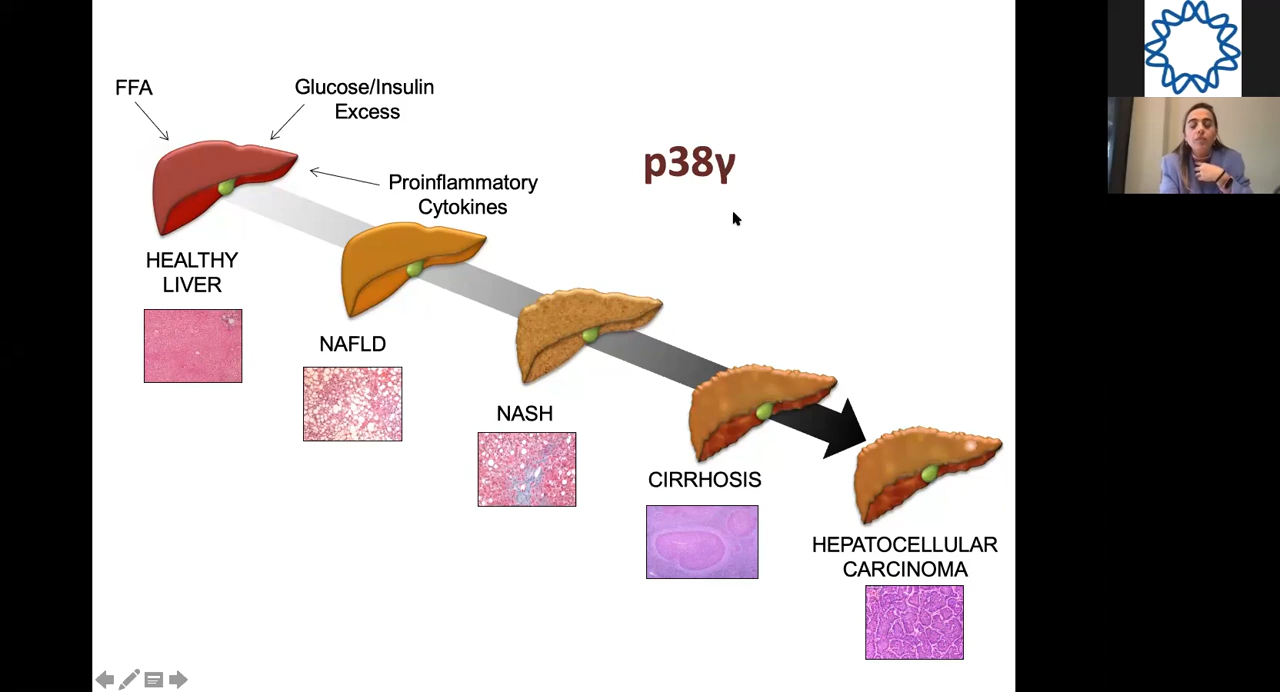 FFA
Glucose/Insulin
Excess
p38γ
Proinflammatory
Cytokines
HEALTHY
LIVER
NAFLD
NASH
CIRRHOSIS
HEPATOCELLULAR
CARCINOMA